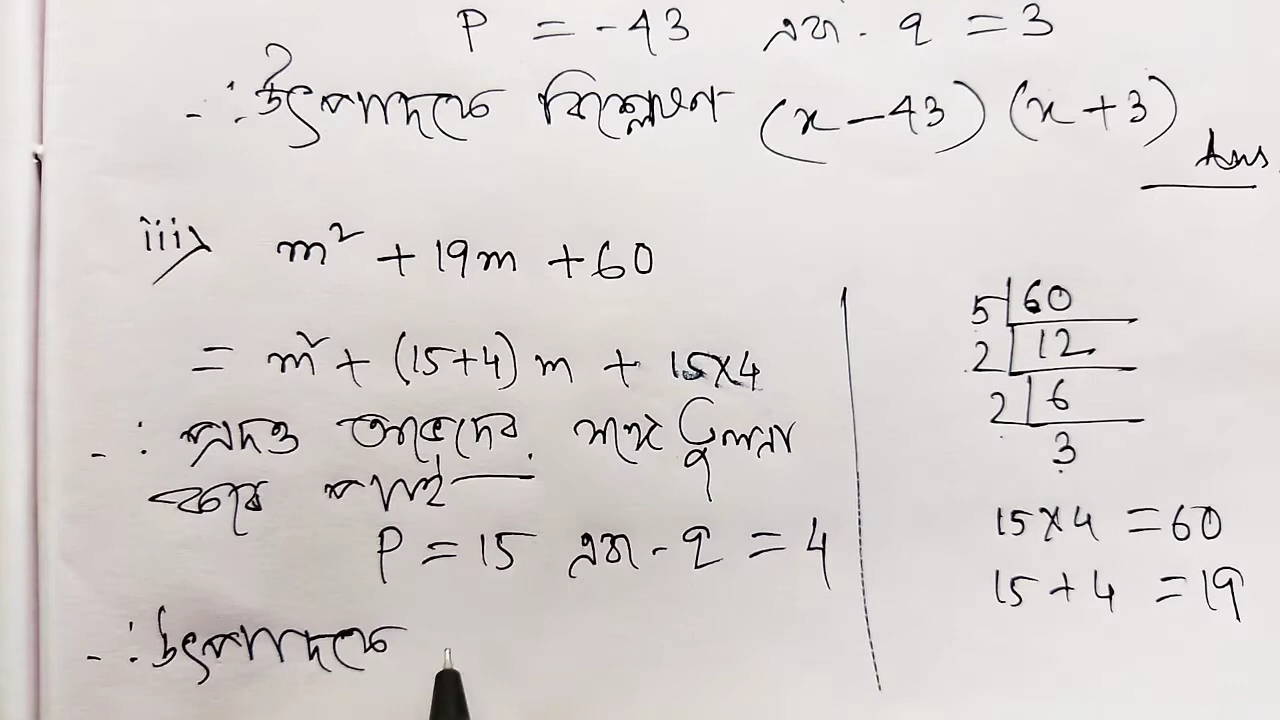 P = -43 এবং q = 3
∴ উৎপাদকে বিশ্লেষণ (x - 43) (x + 3)
Ans.
iii) m² + 19m + 60
= m² + (15+4) m + 15×4
∴ প্রদত্ত অভেদের সঙ্গে তুলনা
করে পাই —
P = 15 এবং q = 4
∴ উৎপাদকে
5 60
2 12
2 6
3
15×4 = 60
15 + 4 = 19